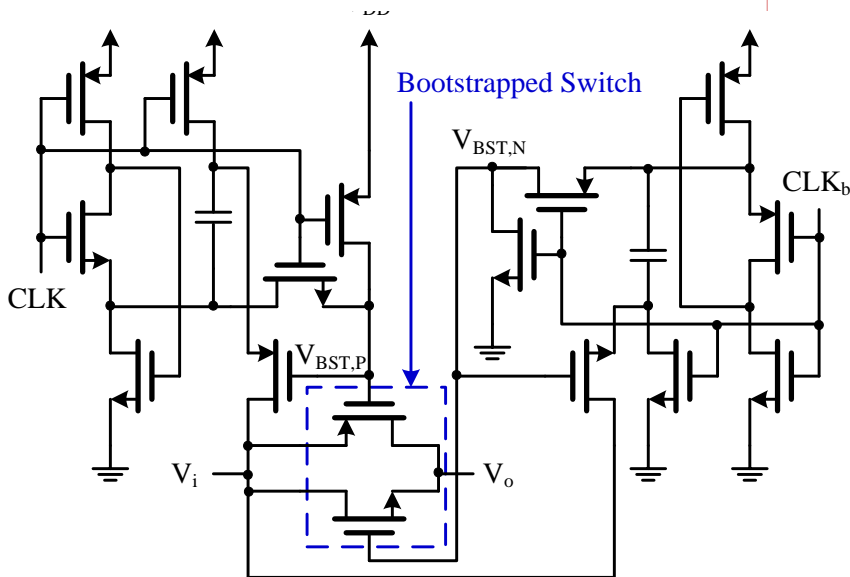 Bootstrapped Switch
V_BST,N
CLK_b
CLK
V_BST,P
V_i
V_o